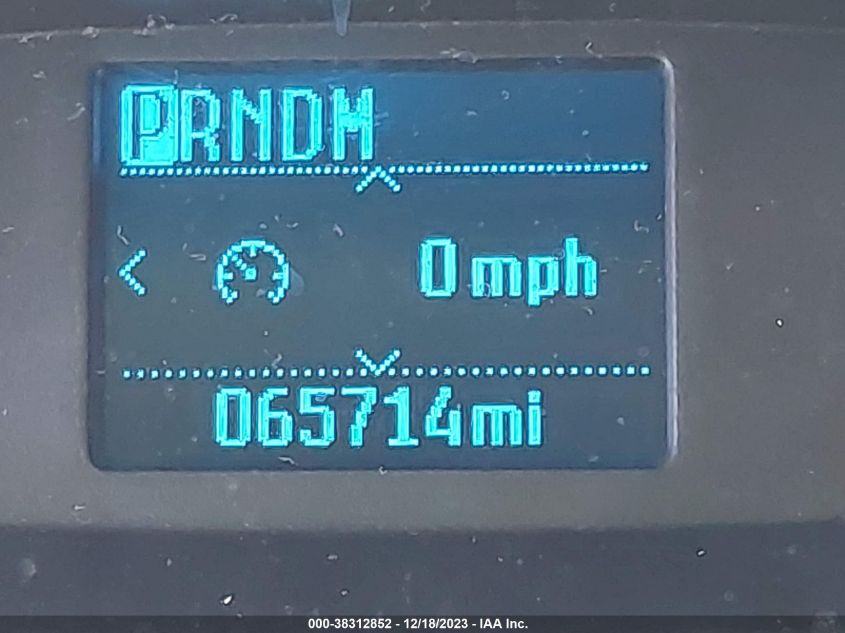 PRNDM
0 mph
065714mi
000-38312852 - 12/18/2023 - IAA Inc.